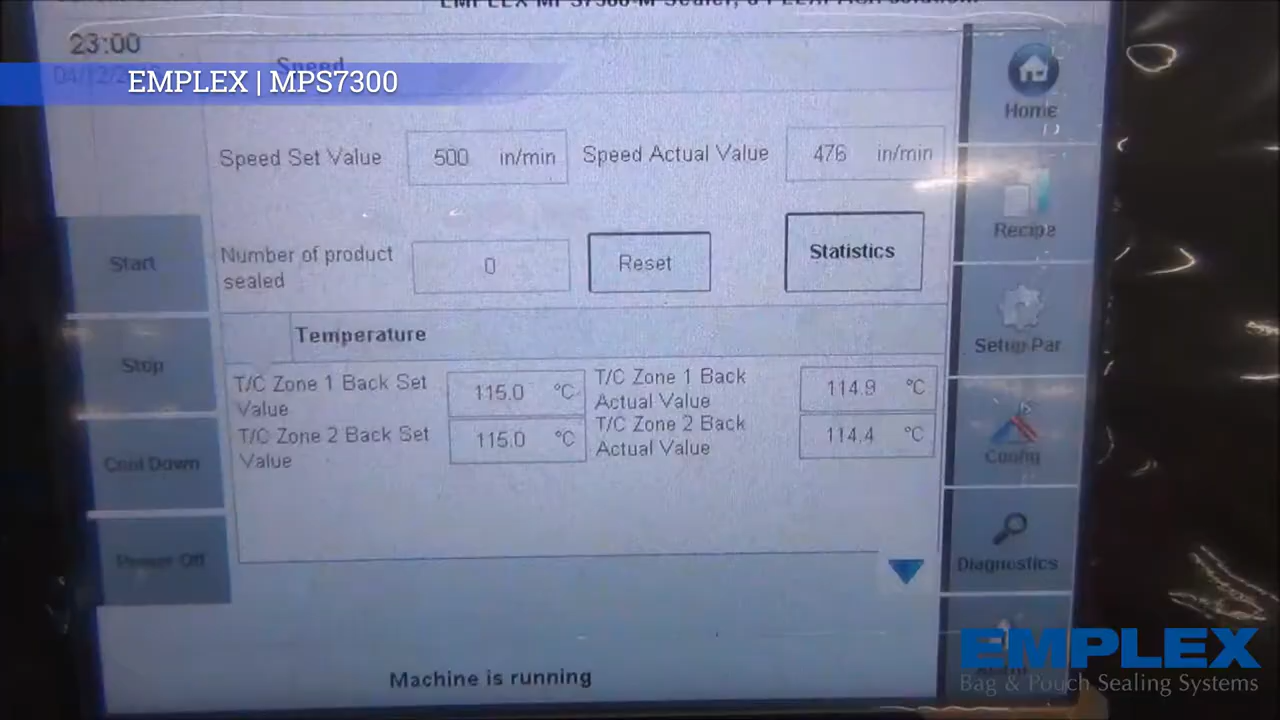 23:00
EMPLEX | MPS7300
Speed
Home
Speed Set Value 500 in/min Speed Actual Value 476 in/min
Recipe
Start
Number of product
sealed
0
Reset
Statistics
Temperature
Setup Par
Stop
T/C Zone 1 Back Set
Value
115.0 °C
T/C Zone 1 Back
Actual Value
114.9 °C
T/C Zone 2 Back Set
Value
115.0 °C
T/C Zone 2 Back
Actual Value
114.4 °C
Config
Cool Down
Power Off
Diagnostics
Machine is running
EMPLEX
Bag & Pouch Sealing Systems